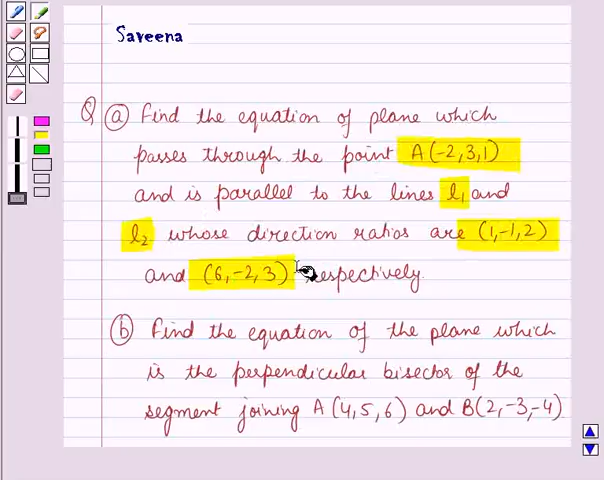 Saveena
Q (a) Find the equation of plane which
passes through the point A(-2,3,1)
and is parallel to the lines l₁ and
l₂ whose direction ratios are (1,-1,2)
and (6,-2,3) respectively.
(b) Find the equation of the plane which
is the perpendicular bisector of the
segment joining A(4,5,6) and B(2,-3,-4)